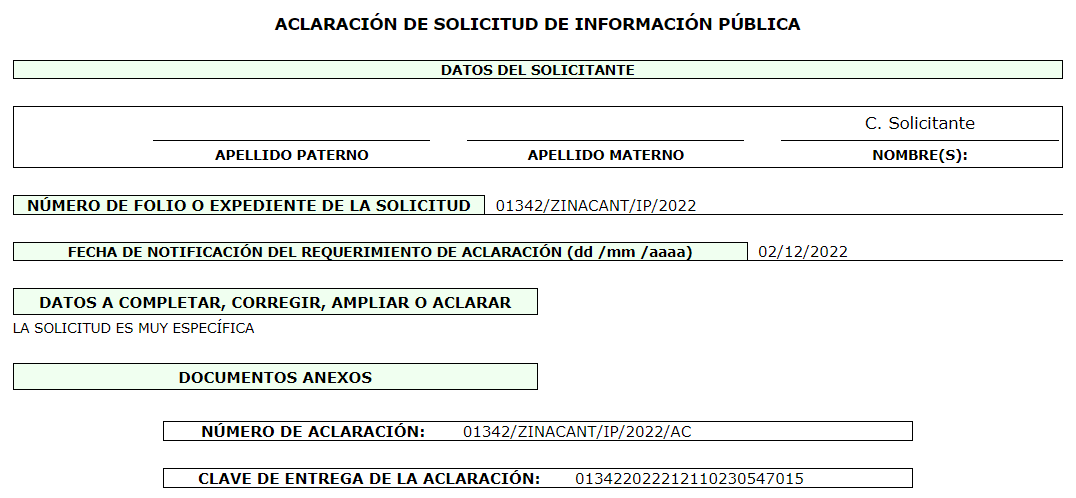 ACLARACIÓN DE SOLICITUD DE INFORMACIÓN PÚBLICA
DATOS DEL SOLICITANTE
C. Solicitante
APELLIDO PATERNO APELLIDO MATERNO NOMBRE(S):
NÚMERO DE FOLIO O EXPEDIENTE DE LA SOLICITUD 01342/ZINACANT/IP/2022
FECHA DE NOTIFICACIÓN DEL REQUERIMIENTO DE ACLARACIÓN (dd /mm /aaaa) 02/12/2022
DATOS A COMPLETAR, CORREGIR, AMPLIAR O ACLARAR
LA SOLICITUD ES MUY ESPECÍFICA
DOCUMENTOS ANEXOS
NÚMERO DE ACLARACIÓN: 01342/ZINACANT/IP/2022/AC
CLAVE DE ENTREGA DE LA ACLARACIÓN: 013422022212110230547015